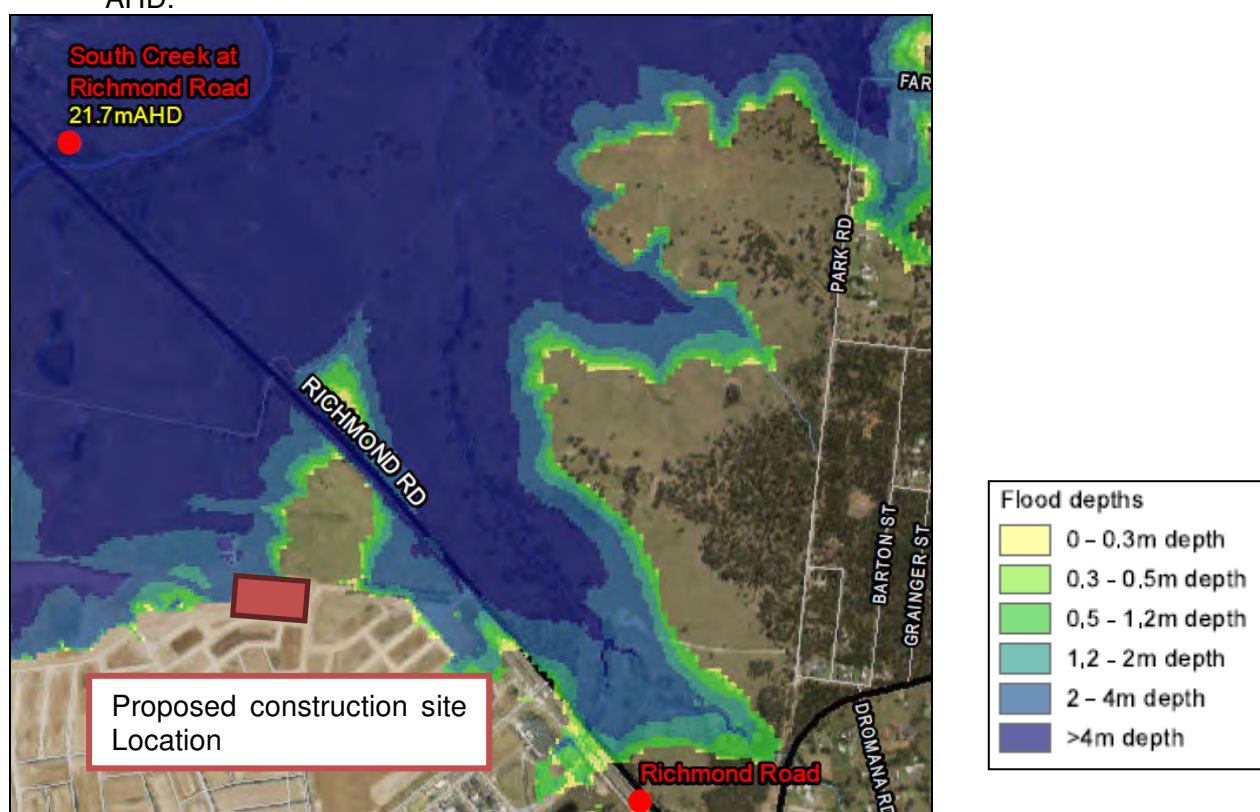 AHD.
South Creek at
Richmond Road
21.7mAHD
FAR
PARK RD
RICHMOND RD
BARTON ST
GRAINGER ST
Proposed construction site
Location
DROMANA RD
Richmond Road
Flood depths
0 - 0.3m depth
0.3 - 0.5m depth
0.5 - 1.2m depth
1.2 - 2m depth
2 - 4m depth
>4m depth